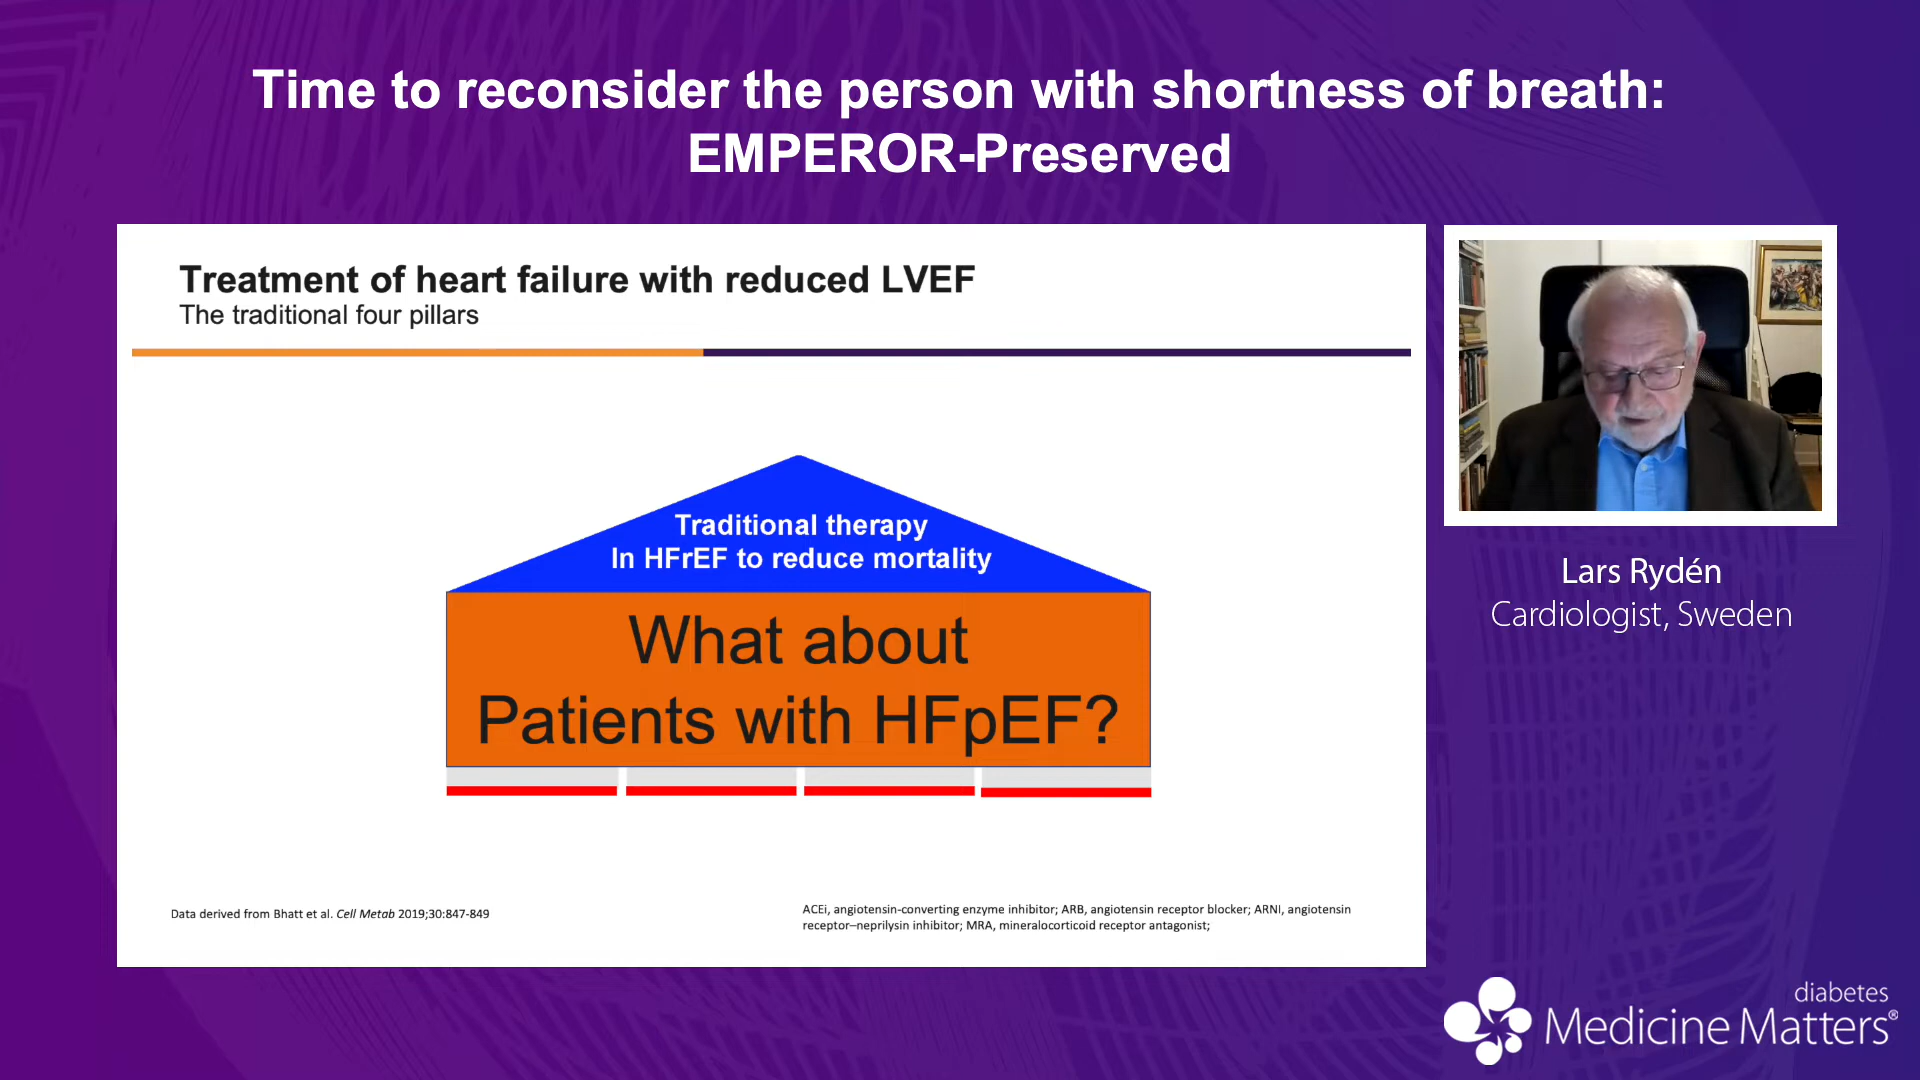 Time to reconsider the person with shortness of breath:
EMPEROR-Preserved
Treatment of heart failure with reduced LVEF
The traditional four pillars
Traditional therapy
In HFrEF to reduce mortality
What about
Patients with HFpEF?
Data derived from Bhatt et al. Cell Metab 2019;30:847-849
ACEi, angiotensin-converting enzyme inhibitor; ARB, angiotensin receptor blocker; ARNI, angiotensin
receptor–neprilysin inhibitor; MRA, mineralocorticoid receptor antagonist;
Lars Rydén
Cardiologist, Sweden
diabetes
Medicine Matters®